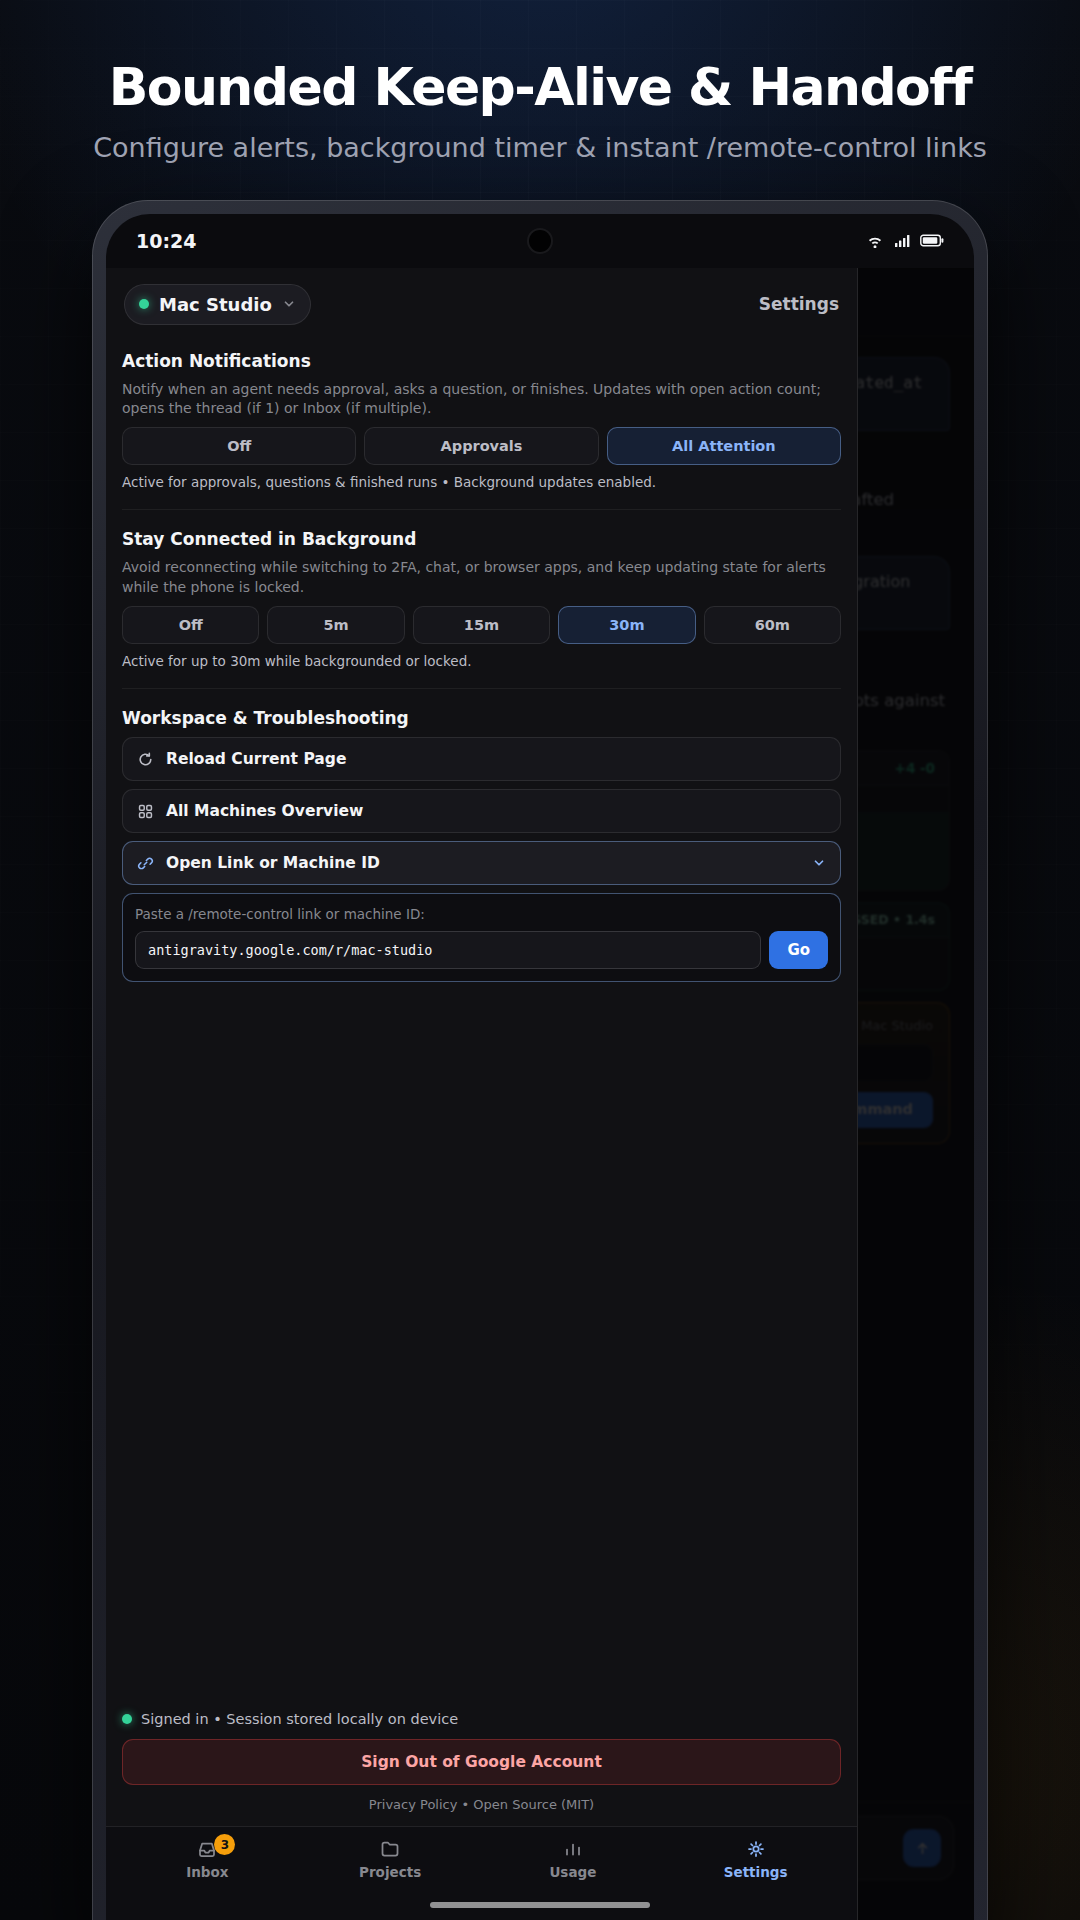 Bounded Keep-Alive & Handoff
Configure alerts, background timer & instant /remote-control links
10:24
Mac Studio
Settings
Action Notifications
Notify when an agent needs approval, asks a question, or finishes. Updates with open action count;
opens the thread (if 1) or Inbox (if multiple).
Off
Approvals
All Attention
Active for approvals, questions & finished runs • Background updates enabled.
Stay Connected in Background
Avoid reconnecting while switching to 2FA, chat, or browser apps, and keep updating state for alerts
while the phone is locked.
Off
5m
15m
30m
60m
Active for up to 30m while backgrounded or locked.
Workspace & Troubleshooting
Reload Current Page
All Machines Overview
Open Link or Machine ID
Paste a /remote-control link or machine ID:
antigravity.google.com/r/mac-studio
Go
against
+4 -0
• 1.4s
Mac Studio
Signed in • Session stored locally on device
Sign Out of Google Account
Privacy Policy • Open Source (MIT)
3
Inbox
Projects
Usage
Settings